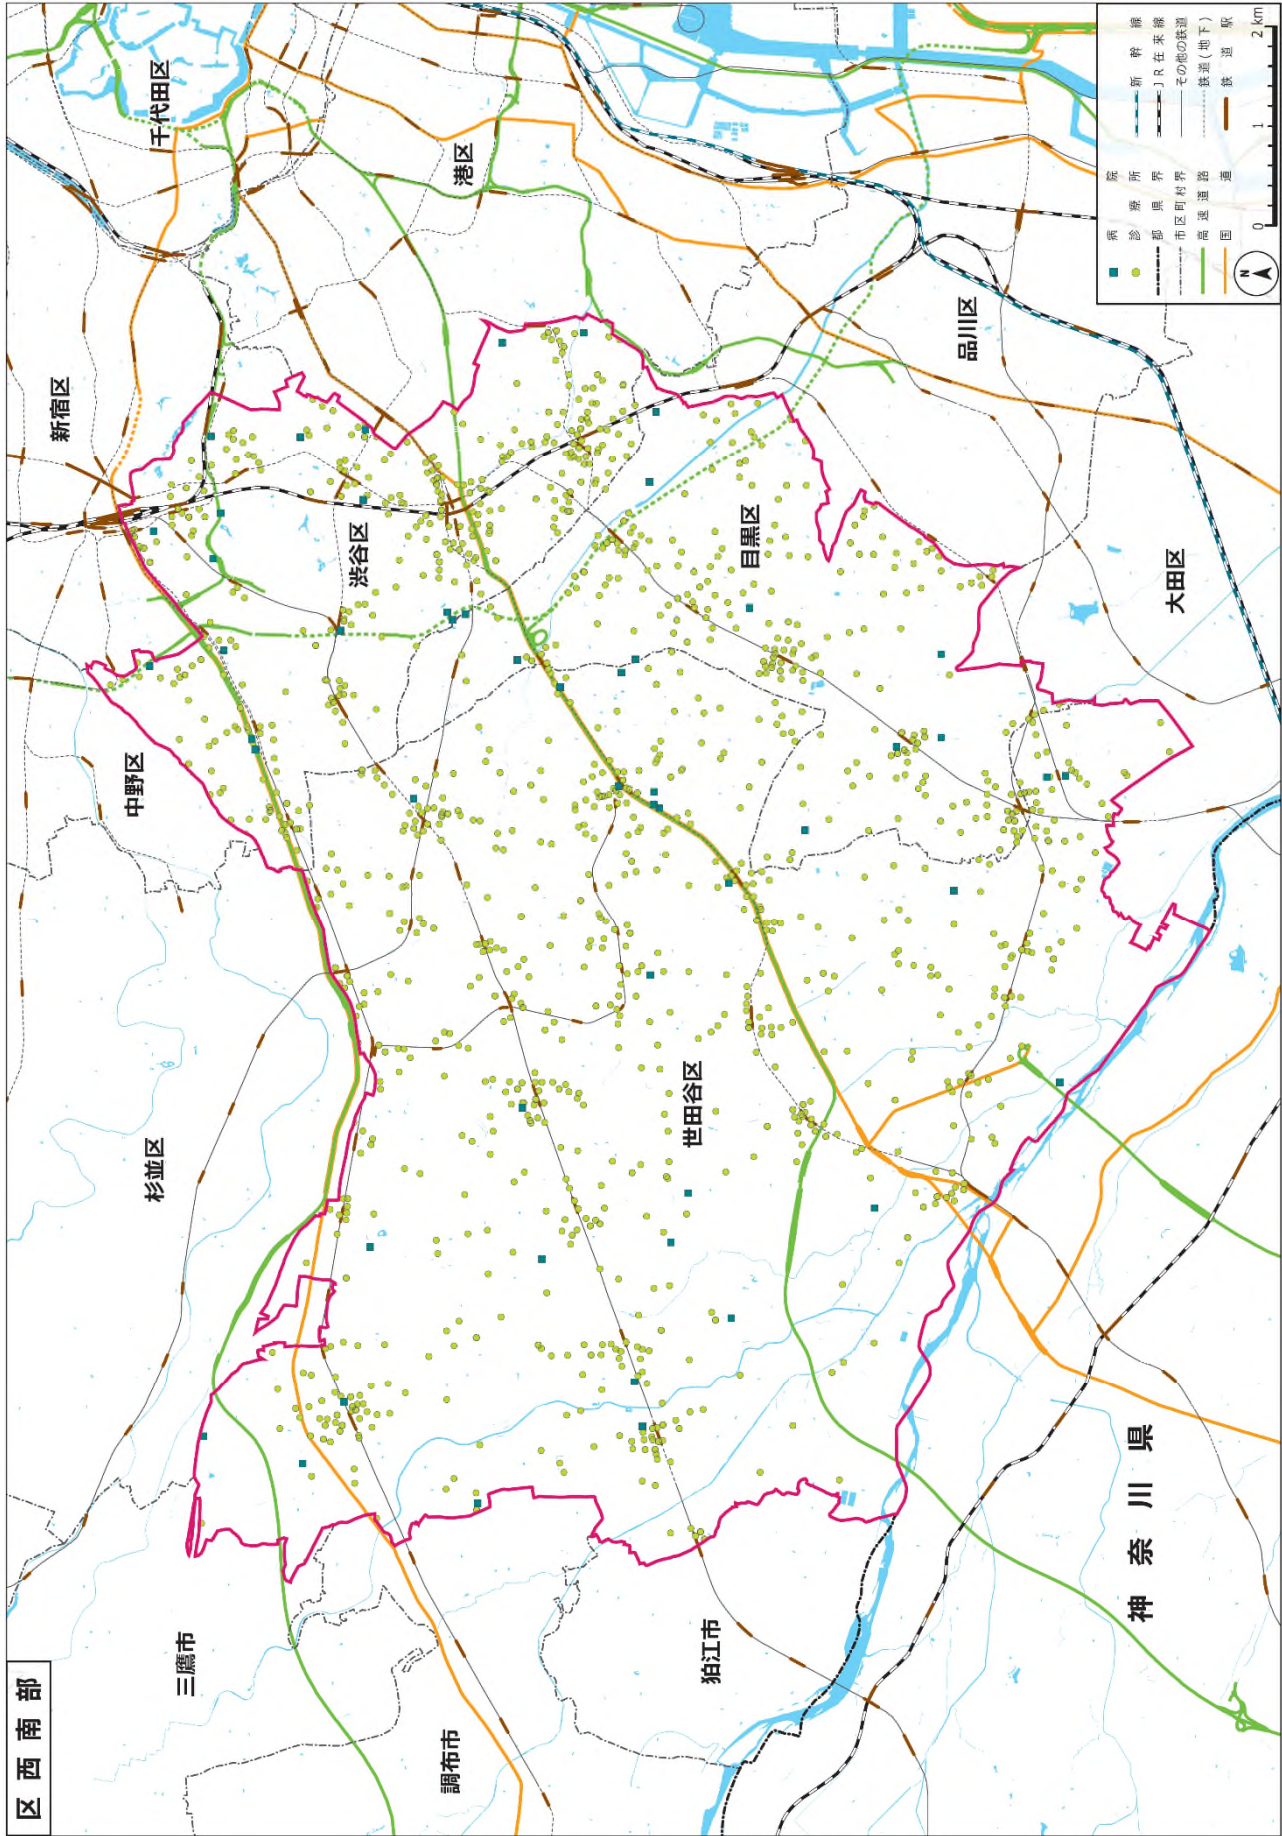 区西南部
三鷹市
調布市
狛江市
神奈川県
杉並区
中野区
新宿区
千代田区
渋谷区
世田谷区
目黒区
港区
品川区
大田区
病院
診療所
都県界
市区町村界
高速道路
国道
新幹線
JR在来線
その他の鉄道
鉄道(地下)
鉄道駅
N
0 1 2 km